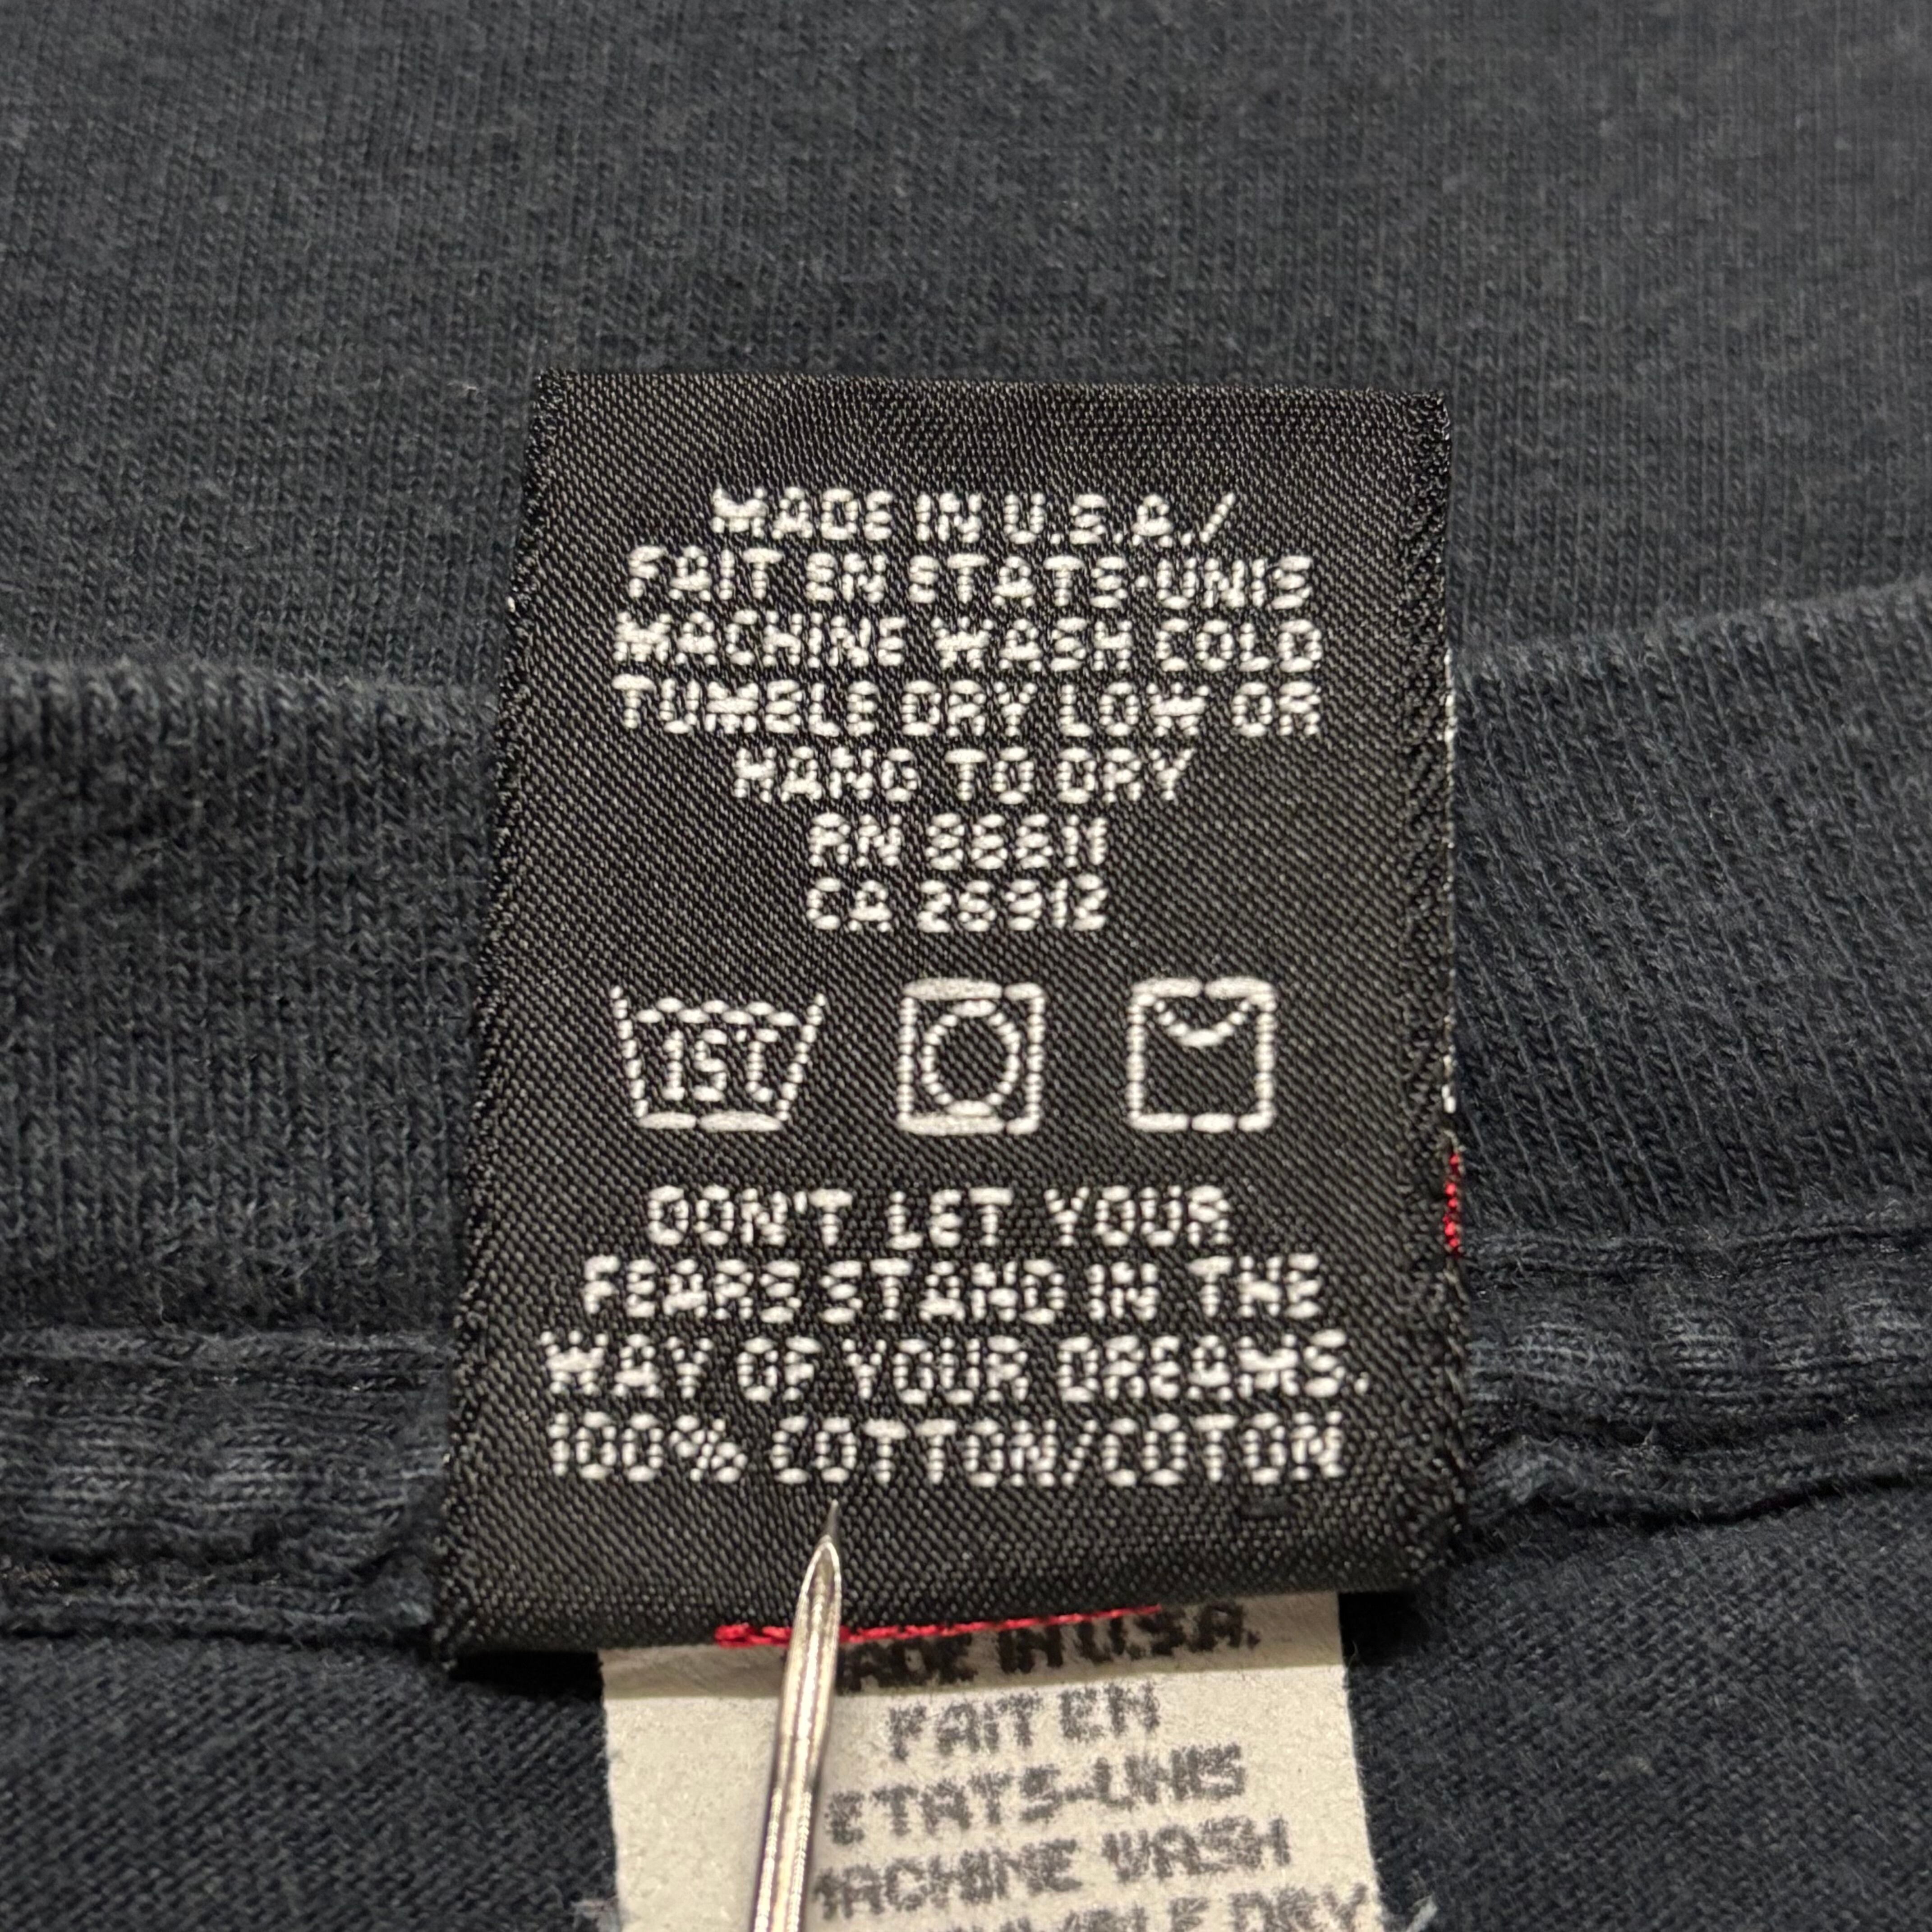 MADE IN U.S.A./
FAIT EN ETATS-UNIS
MACHINE WASH COLD
TUMBLE DRY LOW OR
HANG TO DRY
RN
CA 26912
15C
DON'T LET YOUR
FEARS STAND IN THE
WAY OF YOUR DREAMS.
100% COTTON/COTON
MADE IN U.S.A.
FAIT EN
ETATS-UNIS
MACHINE WASH
DRY